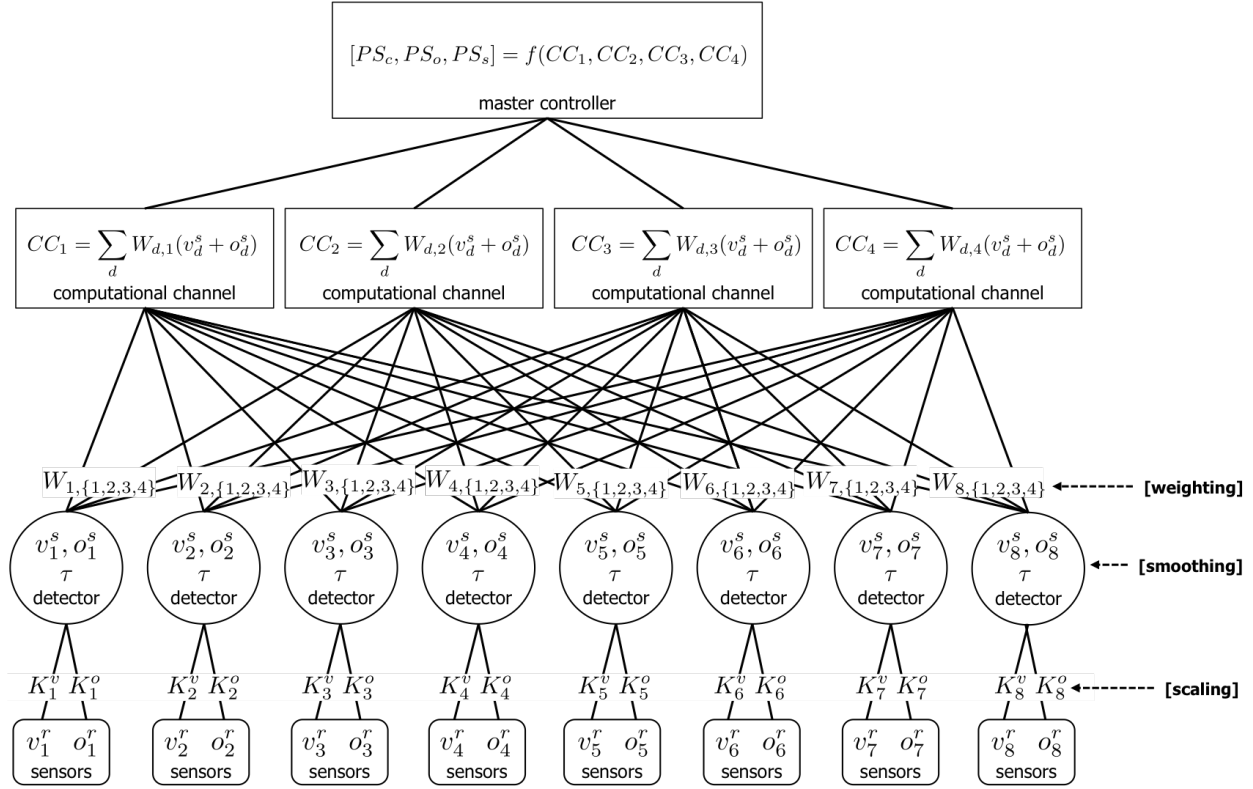 [PS_c, PS_o, PS_s] = f(CC_1, CC_2, CC_3, CC_4)
master controller
CC_1 = \sum_d W_{d,1}(v_d^s + o_d^s) CC_2 = \sum_d W_{d,2}(v_d^s + o_d^s) CC_3 = \sum_d W_{d,3}(v_d^s + o_d^s) CC_4 = \sum_d W_{d,4}(v_d^s + o_d^s)
computational channel computational channel computational channel computational channel
W_{1,{1,2,3,4}} W_{2,{1,2,3,4}} W_{3,{1,2,3,4}} W_{4,{1,2,3,4}} W_{5,{1,2,3,4}} W_{6,{1,2,3,4}} W_{7,{1,2,3,4}} W_{8,{1,2,3,4}} [weighting]
v_1^s, o_1^s v_2^s, o_2^s v_3^s, o_3^s v_4^s, o_4^s v_5^s, o_5^s v_6^s, o_6^s v_7^s, o_7^s v_8^s, o_8^s
τ τ τ τ τ τ τ τ [smoothing]
detector detector detector detector detector detector detector detector
K_1^v K_1^o K_2^v K_2^o K_3^v K_3^o K_4^v K_4^o K_5^v K_5^o K_6^v K_6^o K_7^v K_7^o K_8^v K_8^o [scaling]
v_1^r o_1^r v_2^r o_2^r v_3^r o_3^r v_4^r o_4^r v_5^r o_5^r v_6^r o_6^r v_7^r o_7^r v_8^r o_8^r
sensors sensors sensors sensors sensors sensors sensors sensors